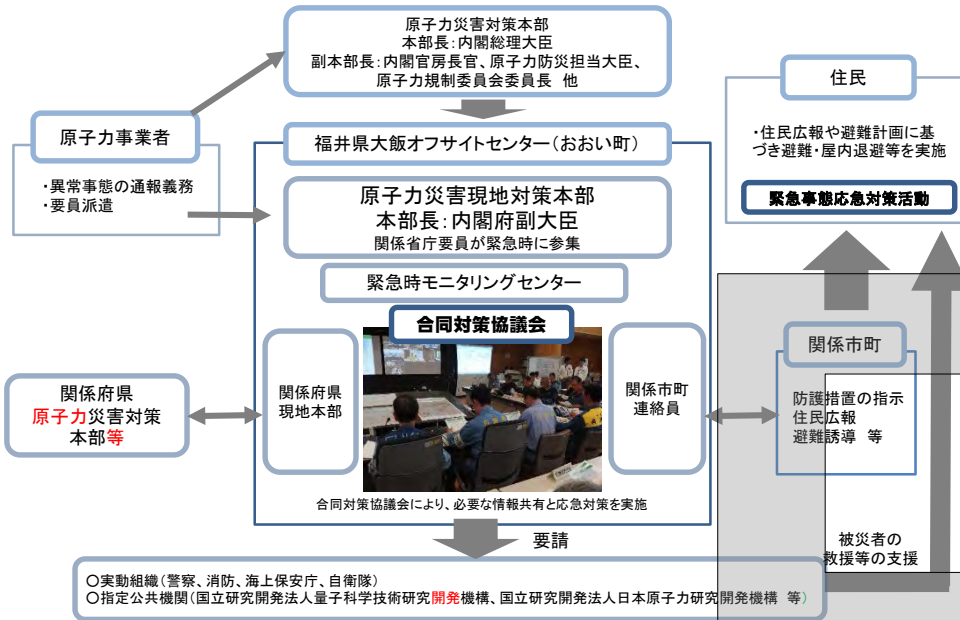 原子力災害対策本部
本部長：内閣総理大臣
副本部長：内閣官房長官、原子力防災担当大臣、
原子力規制委員会委員長 他
原子力事業者
・異常事態の通報義務
・要員派遣
福井県大飯オフサイトセンター（おおい町）
原子力災害現地対策本部
本部長：内閣府副大臣
関係省庁要員が緊急時に参集
緊急時モニタリングセンター
合同対策協議会
関係府県
現地本部
関係市町
連絡員
合同対策協議会により、必要な情報共有と応急対策を実施
関係府県
原子力災害対策
本部等
住民
・住民広報や避難計画に基
づき避難・屋内退避等を実施
緊急事態応急対策活動
関係市町
防護措置の指示
住民広報
避難誘導 等
被災者の
救援等の支援
要請
○実動組織（警察、消防、海上保安庁、自衛隊）
○指定公共機関（国立研究開発法人量子科学技術研究開発機構、国立研究開発法人日本原子力研究開発機構 等）